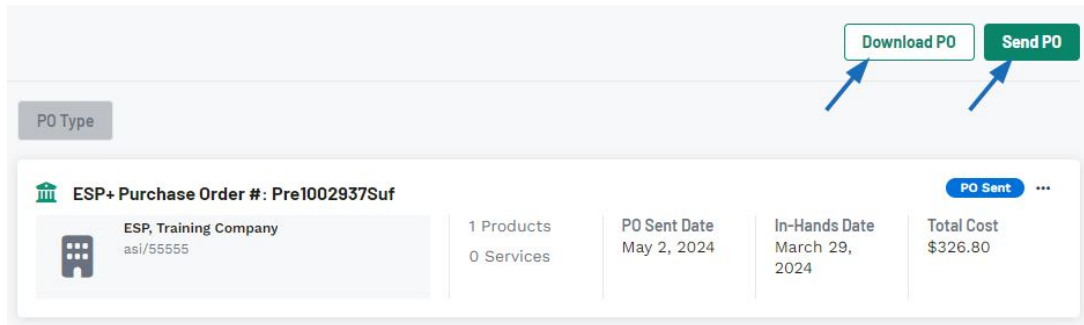 Download PO
Send PO
PO Type
ESP+ Purchase Order #: Pre1002937Suf
PO Sent
ESP, Training Company
asi/55555
1 Products
0 Services
PO Sent Date
May 2, 2024
In-Hands Date
March 29,
2024
Total Cost
$326.80